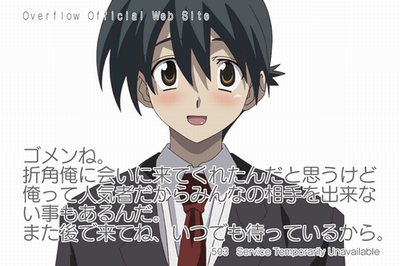 Overflow Official Web Site
ゴメンね。
折角俺に会いに来てくれたんだと思うけど
俺って人気者だからみんなの相手を出来な
い事もあるんだ。
また後で来てね、いつでも待っているから。
503 Service Temporarily Unavailable